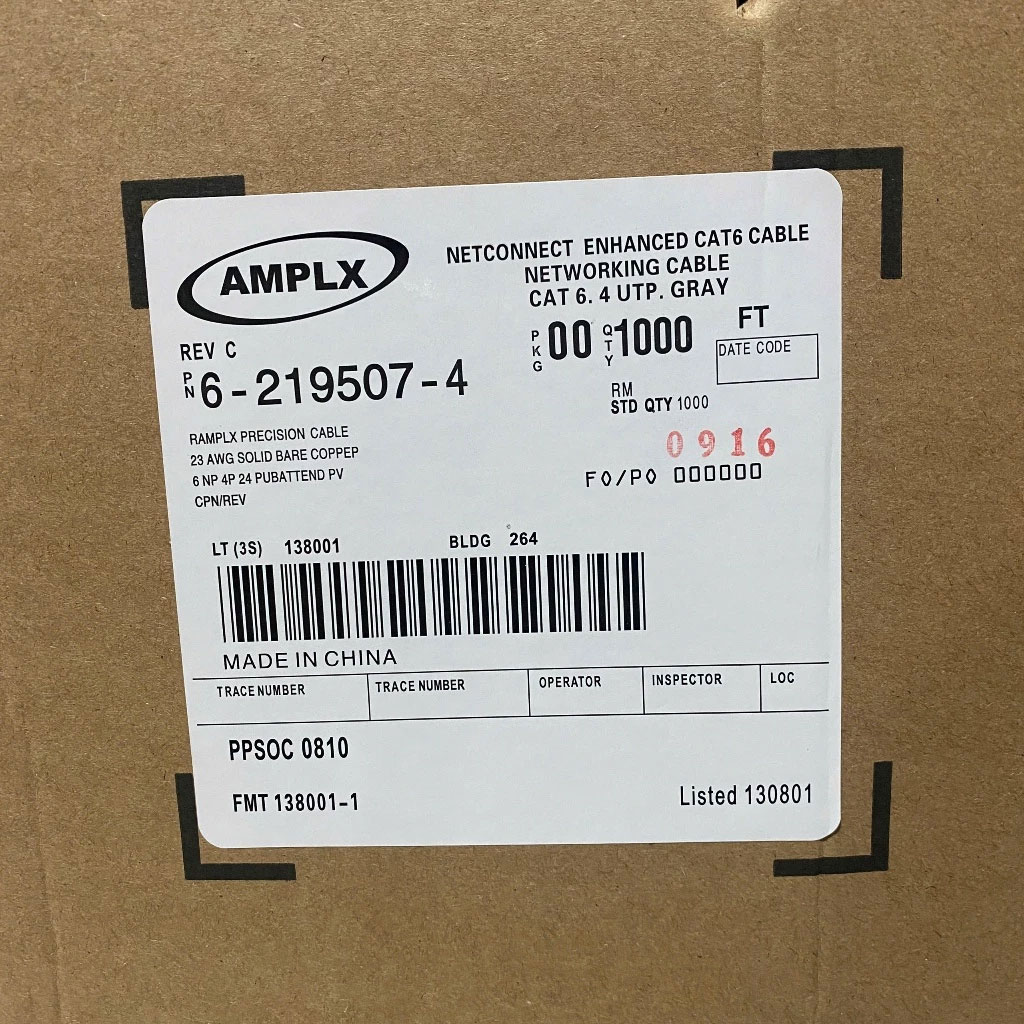 AMPLX
NETCONNECT ENHANCED CAT6 CABLE
NETWORKING CABLE
CAT 6. 4 UTP. GRAY
PKG 00 QTY 1000 FT
DATE CODE
REV C
PN 6-219507-4
RM
STD QTY 1000
RAMPLX PRECISION CABLE
23 AWG SOLID BARE COPPEP
6 NP 4P 24 PUBATTEND PV
CPN/REV
0916
FO/PO 000000
LT (3S) 138001 BLDG 264
MADE IN CHINA
TRACE NUMBER TRACE NUMBER OPERATOR INSPECTOR LOC
PPSOC 0810
FMT 138001-1 Listed 130801